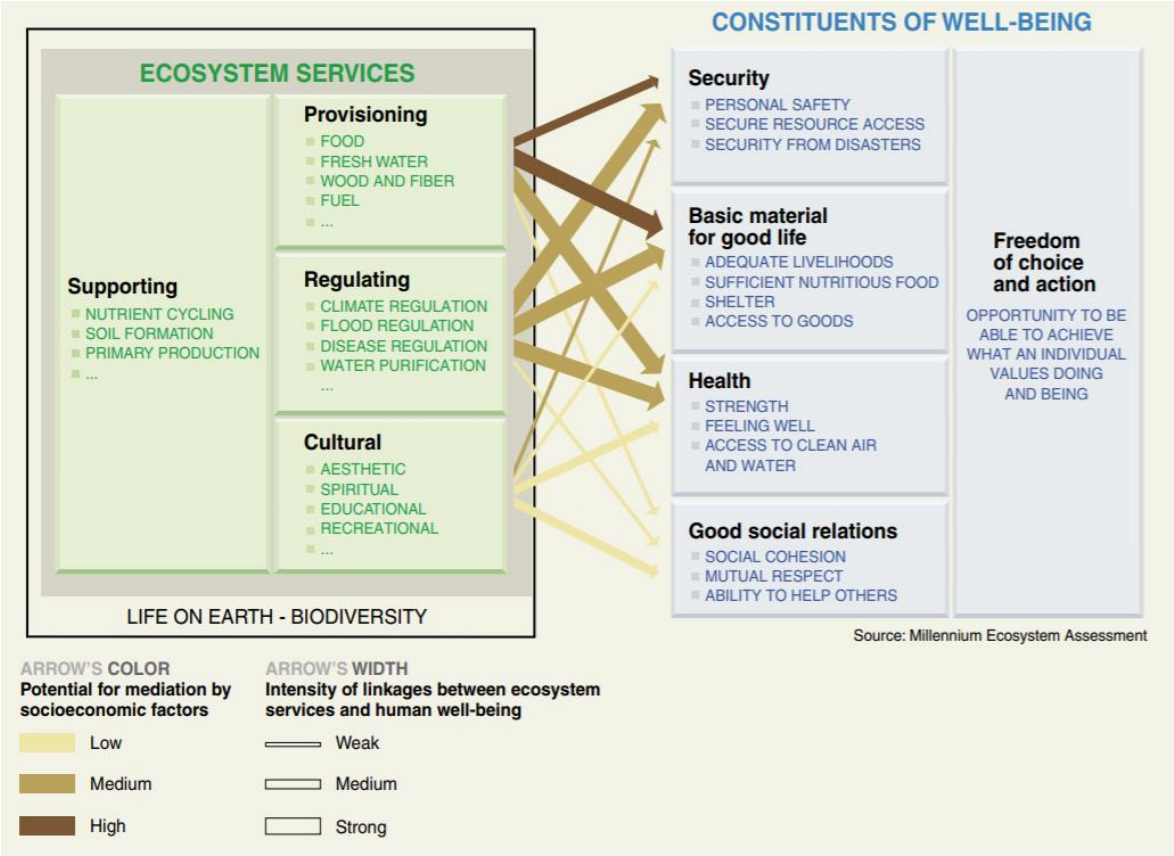 CONSTITUENTS OF WELL-BEING
ECOSYSTEM SERVICES
Supporting
NUTRIENT CYCLING
SOIL FORMATION
PRIMARY PRODUCTION
...
Provisioning
FOOD
FRESH WATER
WOOD AND FIBER
FUEL
...
Regulating
CLIMATE REGULATION
FLOOD REGULATION
DISEASE REGULATION
WATER PURIFICATION
...
Cultural
AESTHETIC
SPIRITUAL
EDUCATIONAL
RECREATIONAL
...
LIFE ON EARTH - BIODIVERSITY
Security
PERSONAL SAFETY
SECURE RESOURCE ACCESS
SECURITY FROM DISASTERS
Basic material
for good life
ADEQUATE LIVELIHOODS
SUFFICIENT NUTRITIOUS FOOD
SHELTER
ACCESS TO GOODS
Health
STRENGTH
FEELING WELL
ACCESS TO CLEAN AIR
AND WATER
Good social relations
SOCIAL COHESION
MUTUAL RESPECT
ABILITY TO HELP OTHERS
Freedom
of choice
and action
OPPORTUNITY TO BE
ABLE TO ACHIEVE
WHAT AN INDIVIDUAL
VALUES DOING
AND BEING
Source: Millennium Ecosystem Assessment
ARROW'S COLOR
Potential for mediation by
socioeconomic factors
Low
Medium
High
ARROW'S WIDTH
Intensity of linkages between ecosystem
services and human well-being
Weak
Medium
Strong